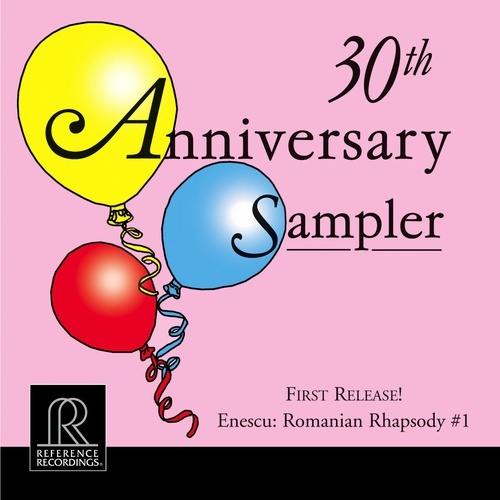 30th
Anniversary
Sampler
FIRST RELEASE!
Enescu: Romanian Rhapsody #1
RR
REFERENCE
RECORDINGS®